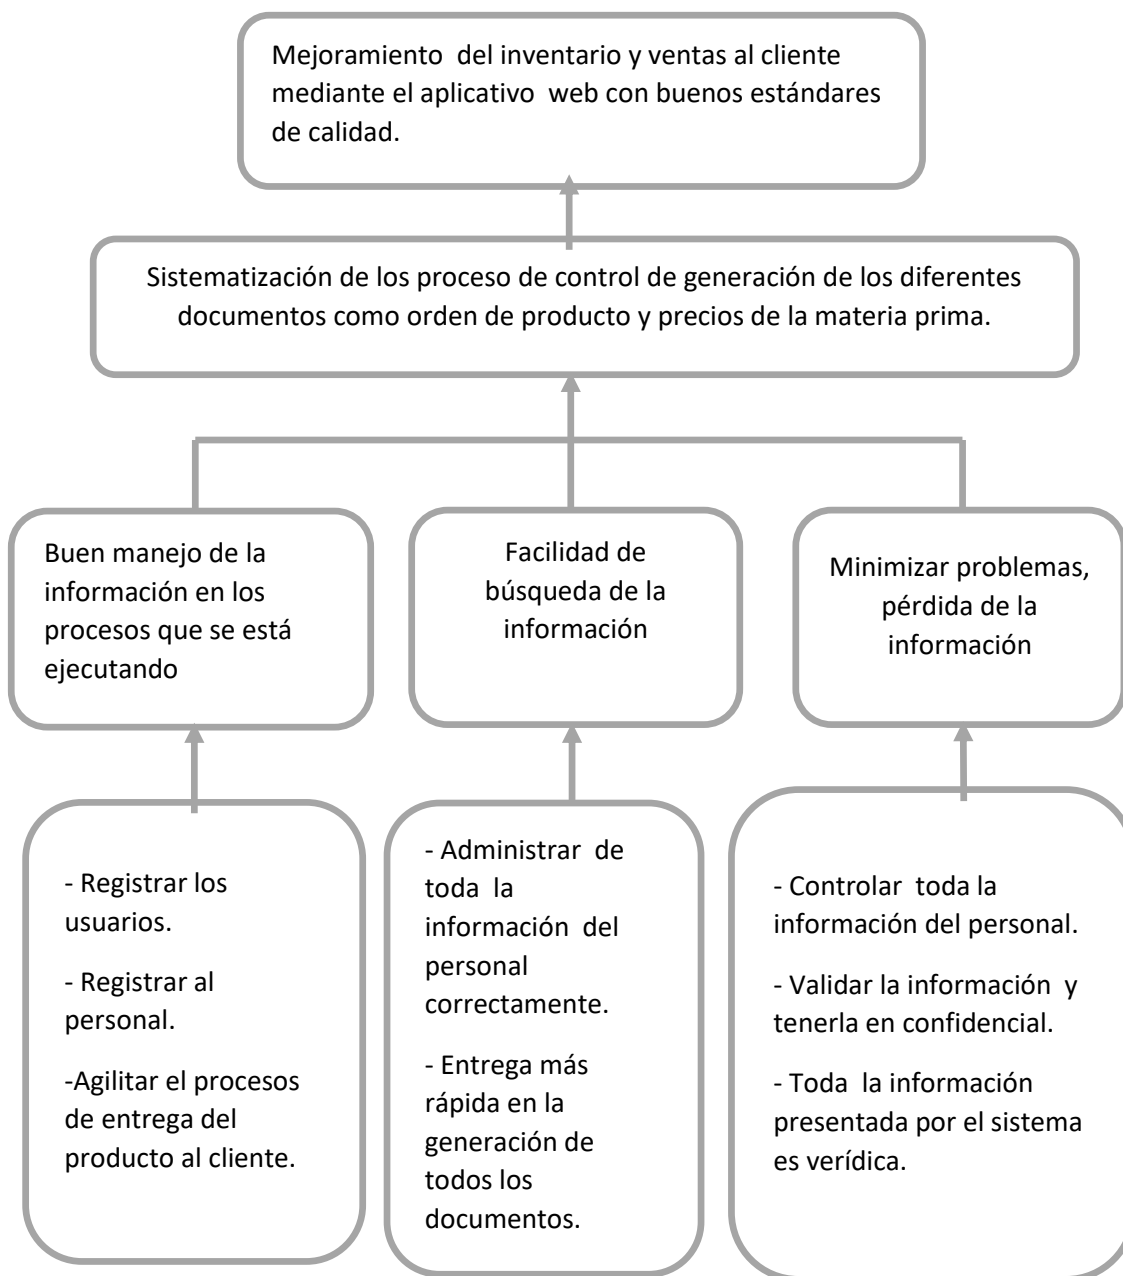 Mejoramiento del inventario y ventas al cliente
mediante el aplicativo web con buenos estándares
de calidad.
Sistematización de los proceso de control de generación de los diferentes
documentos como orden de producto y precios de la materia prima.
Buen manejo de la
información en los
procesos que se está
ejecutando
Facilidad de
búsqueda de la
información
Minimizar problemas,
pérdida de la
información
- Registrar los
usuarios.
- Registrar al
personal.
-Agilitar el procesos
de entrega del
producto al cliente.
- Administrar de
toda la
información del
personal
correctamente.
- Entrega más
rápida en la
generación de
todos los
documentos.
- Controlar toda la
información del personal.
- Validar la información y
tenerla en confidencial.
- Toda la información
presentada por el sistema
es verídica.